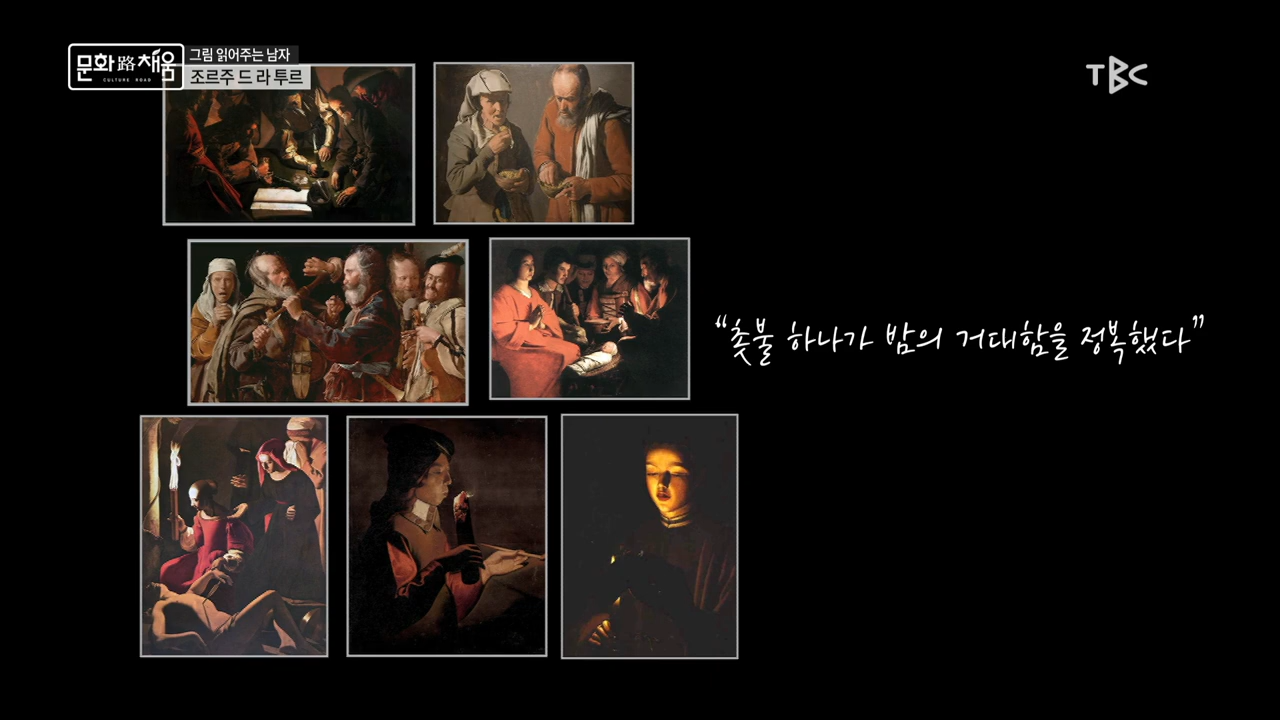 문화路채움
CULTURE ROAD
그림 읽어주는 남자
조르주 드 라 투르
TBC
“촛불 하나가 밤의 거대함을 정복했다”